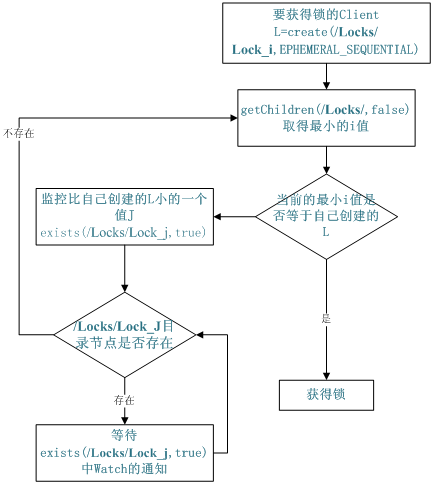 要获得锁的Client
L=create(/Locks/
Lock_i,EPHEMERAL_SEQUENTIAL)
getChildren(/Locks/,false)
取得最小的i值
不存在
监控比自己创建的L小的一个
值J
exists(/Locks/Lock_j,true)
当前的最小i值是
否等于自己创建的
L
/Locks/Lock_J目
录节点是否存在
是
存在
获得锁
等待
exists(/Locks/Lock_j,true)
中Watch的通知